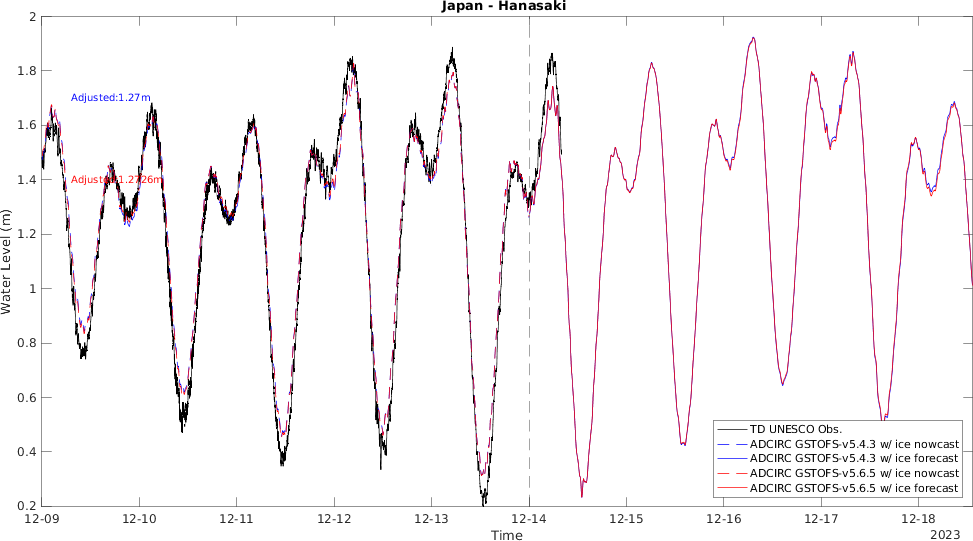 Japan - Hanasaki
2
1.8
1.6
1.4
1.2
1
0.8
0.6
0.4
0.2
Water Level (m)
Adjusted:1.27m
Adjusted:1.2726m
TD UNESCO Obs.
ADCIRC GSTOFS-v5.4.3 w/ ice nowcast
ADCIRC GSTOFS-v5.4.3 w/ ice forecast
ADCIRC GSTOFS-v5.6.5 w/ ice nowcast
ADCIRC GSTOFS-v5.6.5 w/ ice forecast
12-09 12-10 12-11 12-12 12-13 12-14 12-15 12-16 12-17 12-18
Time
2023